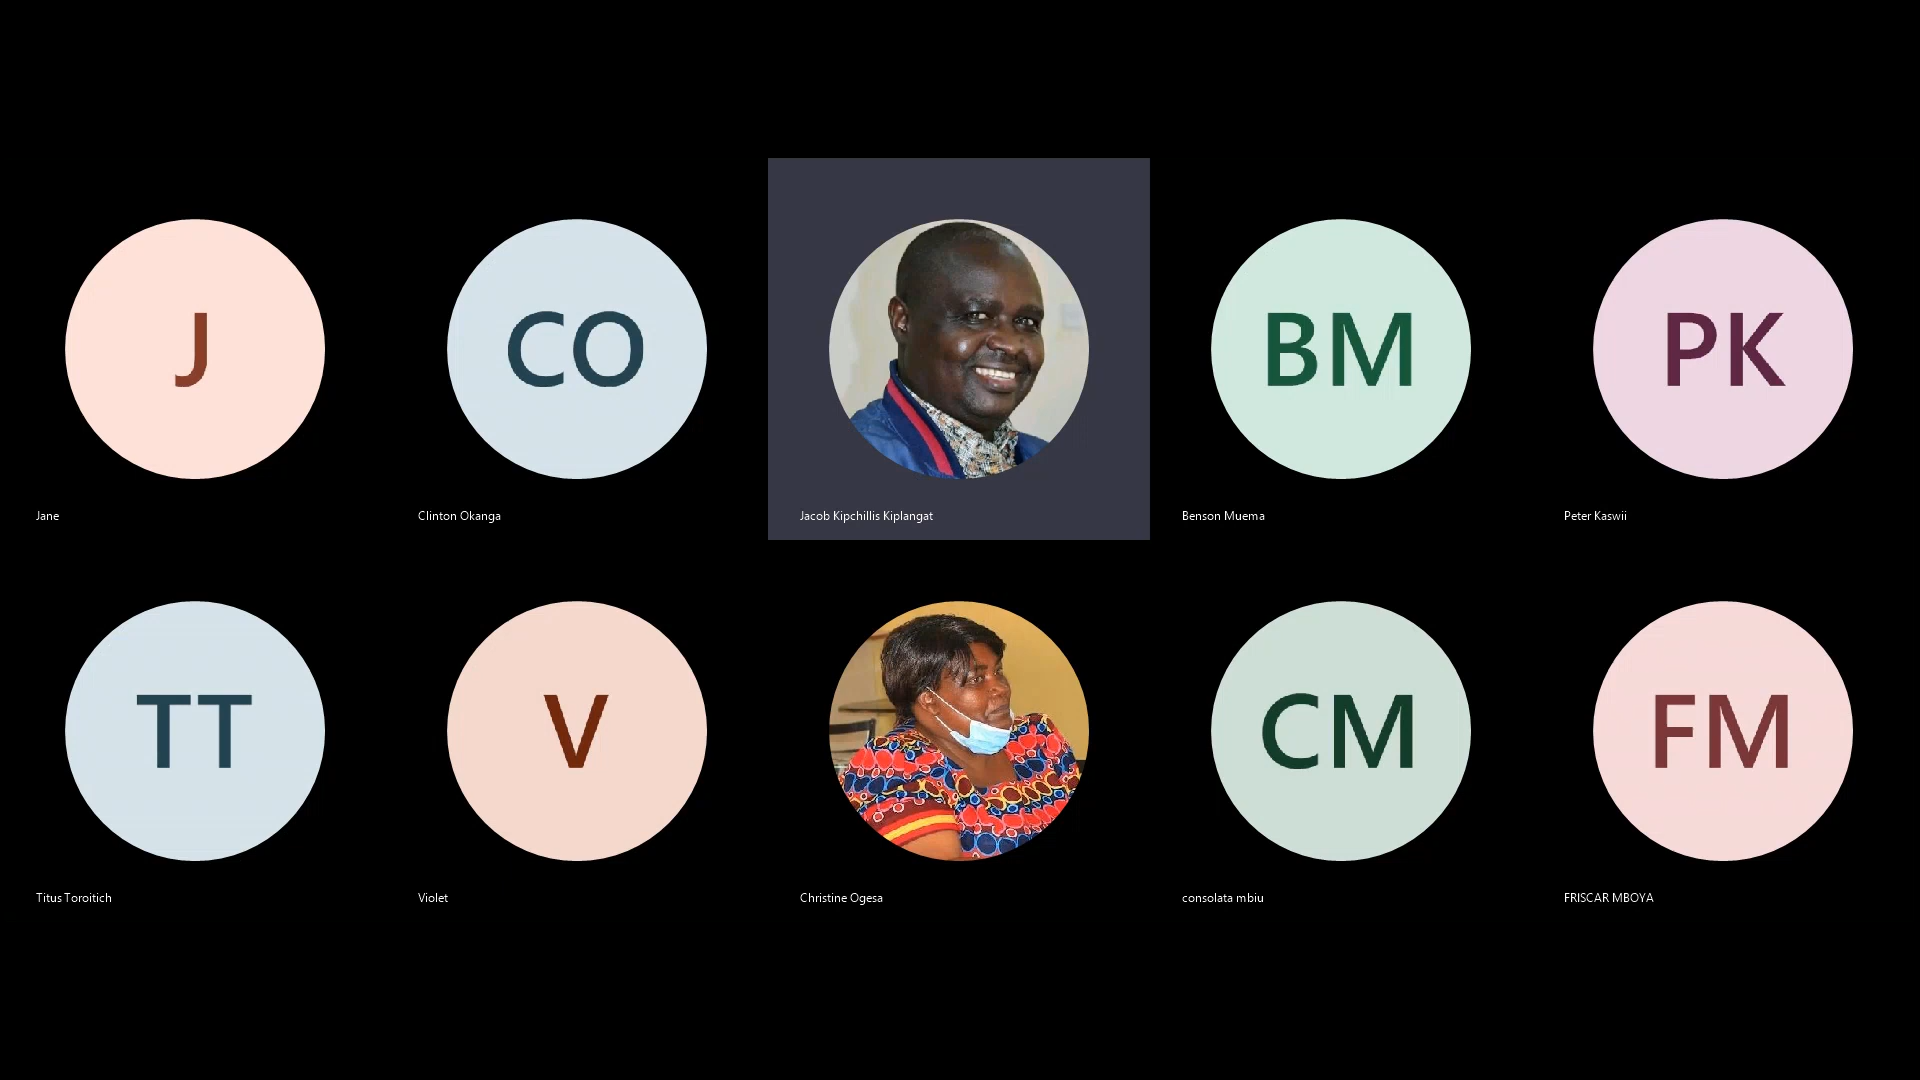 J
CO
BM
PK
Jane
Clinton Okanga
Jacob Kipchillis Kiplangat
Benson Muema
Peter Kaswii
TT
V
CM
FM
Titus Toroitich
Violet
Christine Ogesa
consolata mbiu
FRISCAR MBOYA